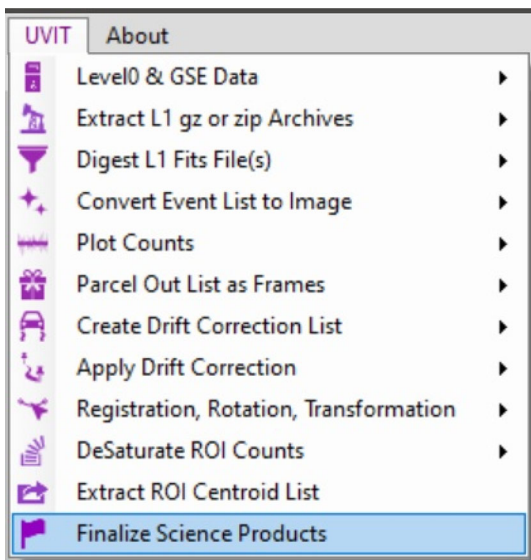 UVIT About
Level0 & GSE Data
Extract L1 gz or zip Archives
Digest L1 Fits File(s)
Convert Event List to Image
Plot Counts
Parcel Out List as Frames
Create Drift Correction List
Apply Drift Correction
Registration, Rotation, Transformation
DeSaturate ROI Counts
Extract ROI Centroid List
Finalize Science Products